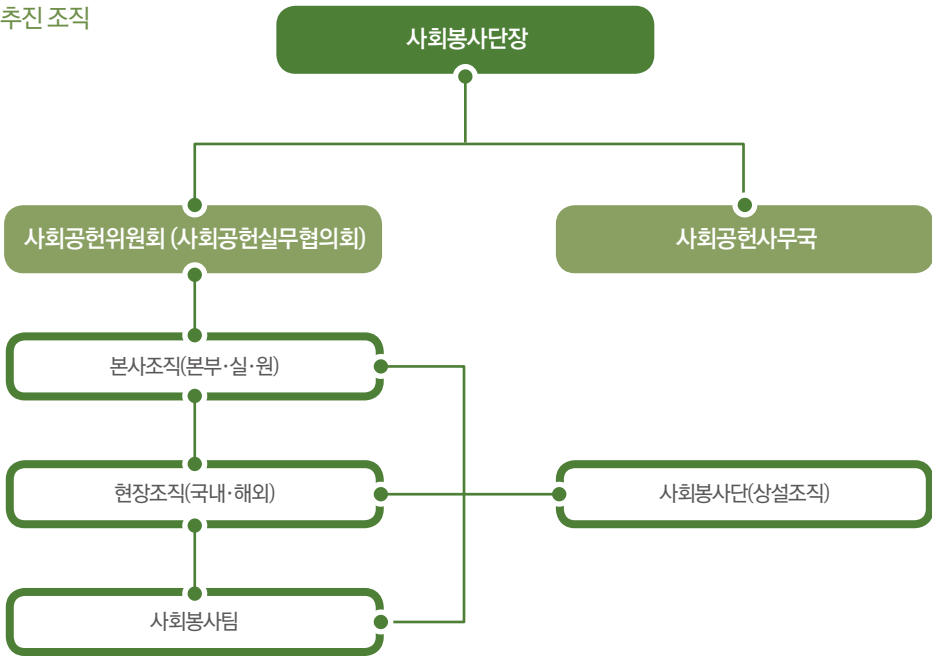 추진 조직
사회봉사단장
사회공헌위원회 (사회공헌실무협의회)
사회공헌사무국
본사조직(본부·실·원)
현장조직(국내·해외)
사회봉사단(상설조직)
사회봉사팀